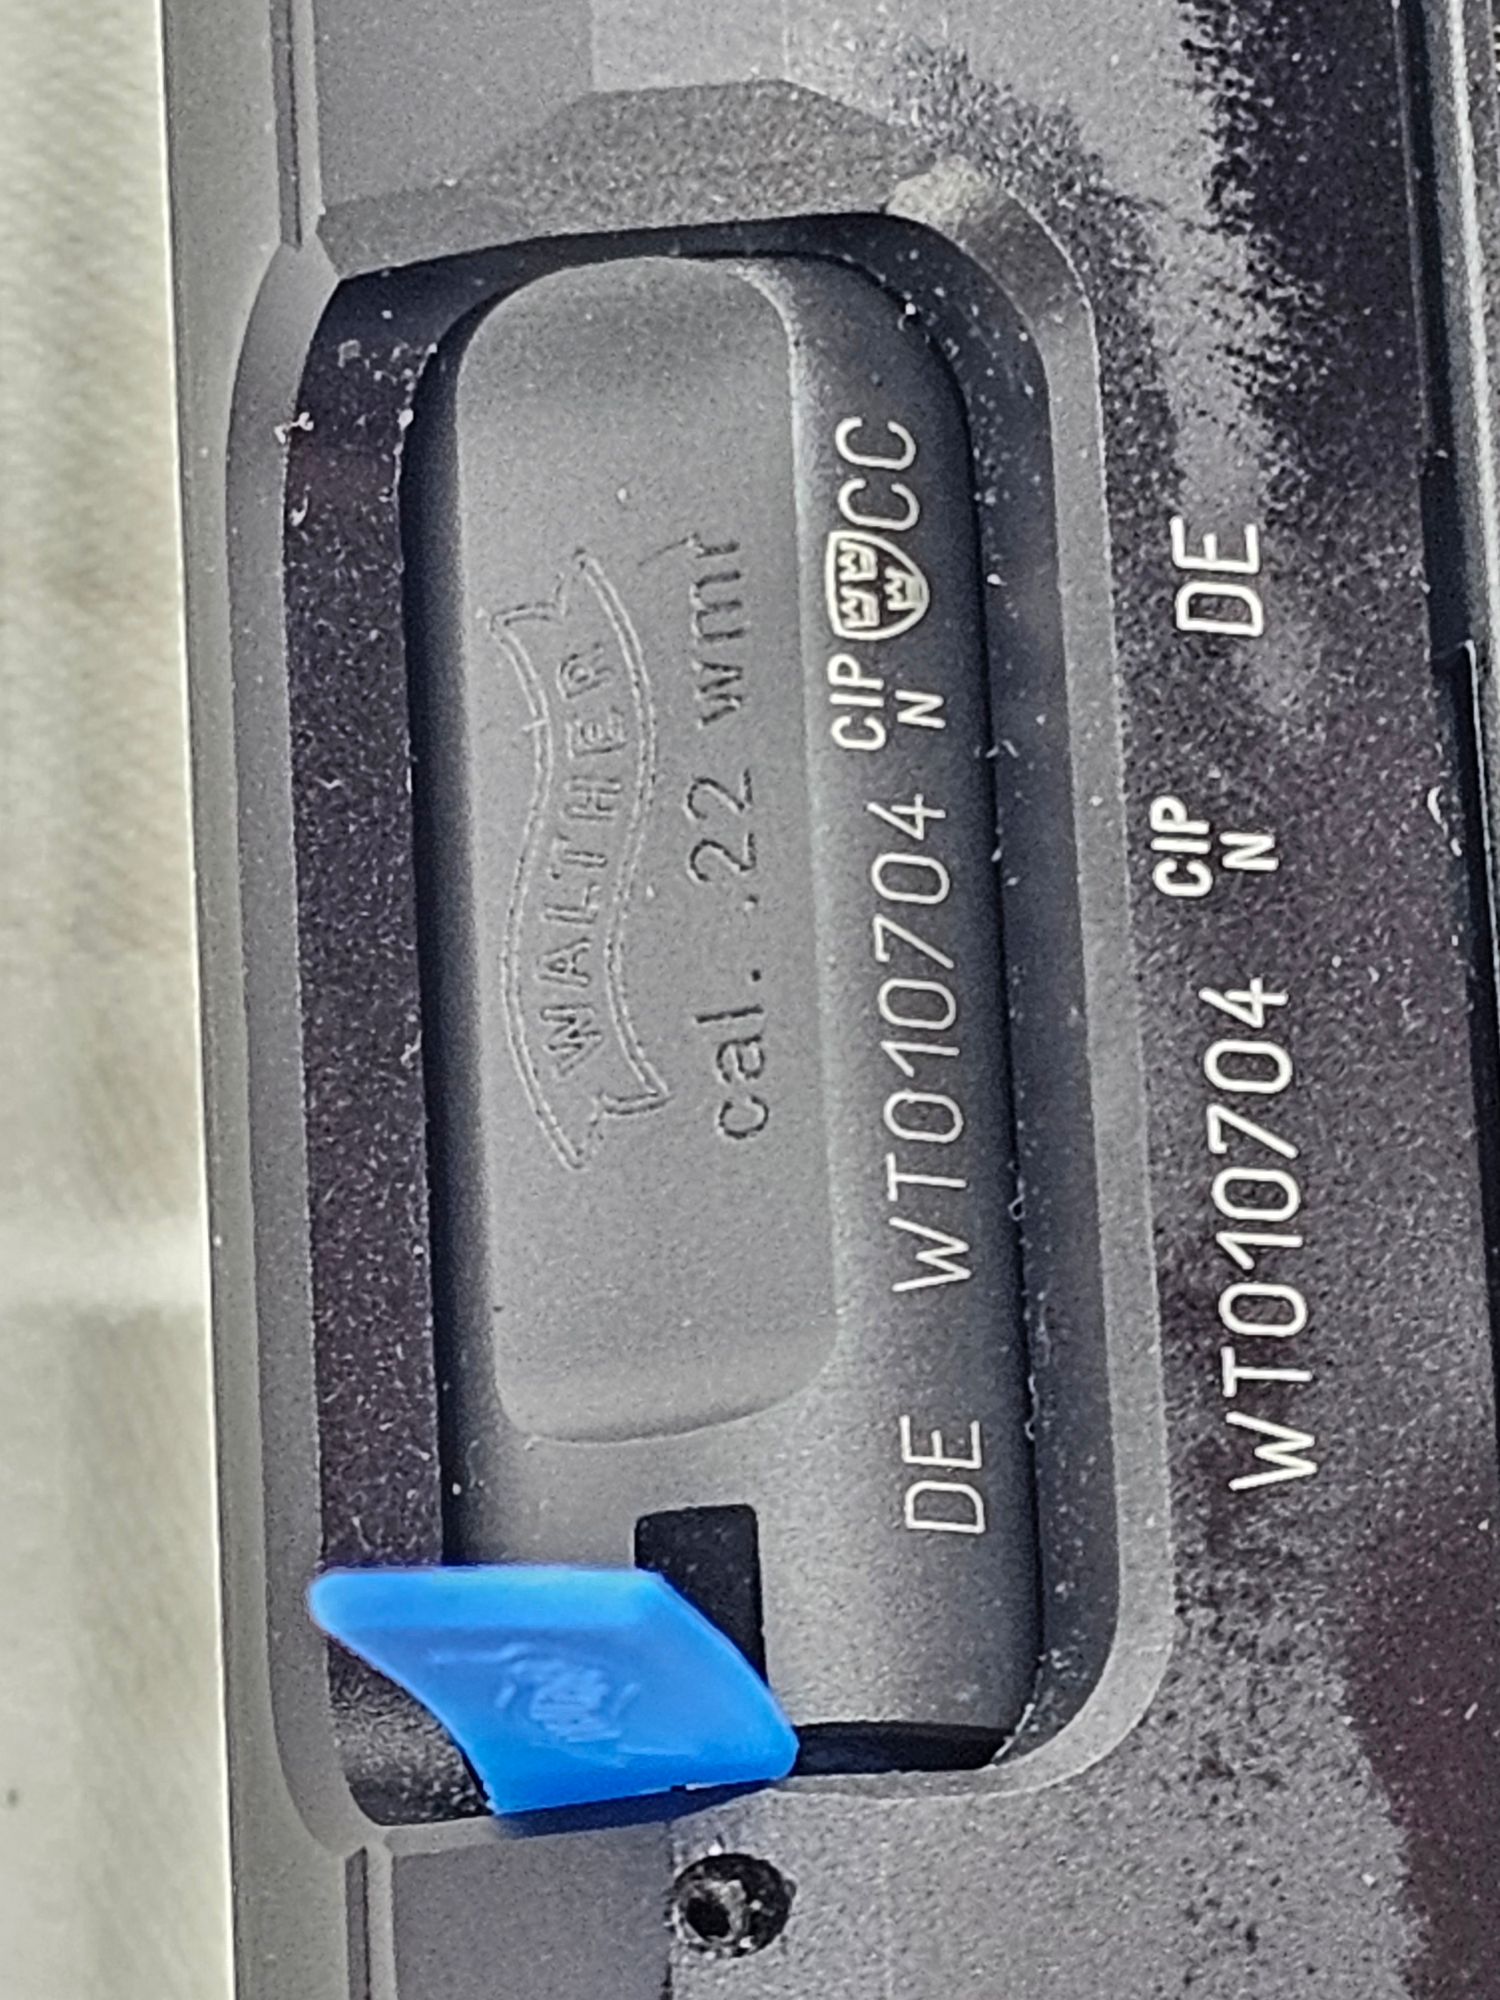 WALTHER
cal. .22 wmr
DE WT010704 CIP N CC
WT010704 CIP N DE